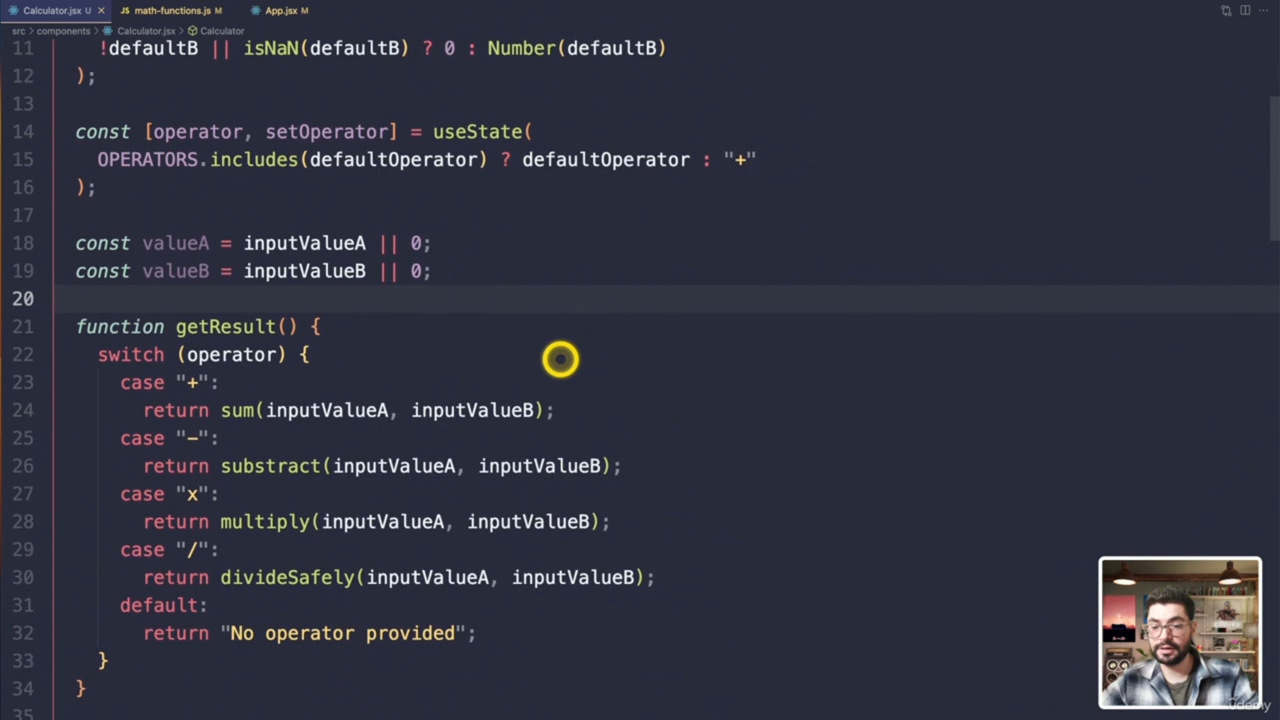 Calculator.jsx U × JS math-functions.js M App.jsx M
src > components > Calculator.jsx > Calculator
11 !defaultB || isNaN(defaultB) ? 0 : Number(defaultB)
12 );
13
14 const [operator, setOperator] = useState(
15 OPERATORS.includes(defaultOperator) ? defaultOperator : "+"
16 );
17
18 const valueA = inputValueA || 0;
19 const valueB = inputValueB || 0;
20
21 function getResult() {
22 switch (operator) {
23 case "+":
24 return sum(inputValueA, inputValueB);
25 case "-":
26 return substract(inputValueA, inputValueB);
27 case "x":
28 return multiply(inputValueA, inputValueB);
29 case "/":
30 return divideSafely(inputValueA, inputValueB);
31 default:
32 return "No operator provided";
33 }
34 }
35
ûdemy